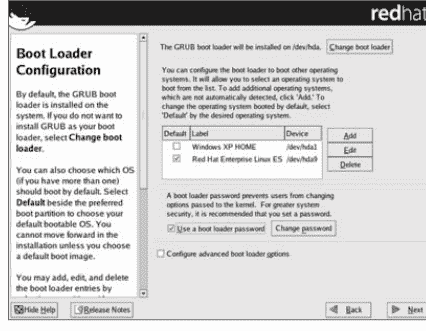 redhat
Boot Loader
Configuration
By default, the GRUB boot
loader is installed on the
system. If you do not want to
install GRUB as your boot
loader, select Change boot
loader.
You can also choose which OS
(if you have more than one)
should boot by default. Select
Default beside the preferred
boot partition to choose your
default bootable OS. You
cannot move forward in the
installation unless you choose
a default boot image.
You may add, edit, and delete
the boot loader entries by
The GRUB boot loader will be installed on /dev/hda.
Change boot loader
You can configure the boot loader to boot other operating
systems. It will allow you to select an operating system to
boot from the list. To add additional operating systems,
which are not automatically detected, click 'Add.' To
change the operating system booted by default, select
'Default' by the desired operating system.
Default Label Device
Windows XP HOME /dev/hda1
Red Hat Enterprise Linux ES /dev/hda9
Add
Edit
Delete
A boot loader password prevents users from changing
options passed to the kernel. For greater system
security, it is recommended that you set a password.
Use a boot loader password Change password
Configure advanced boot loader options
Hide Help Release Notes Back Next